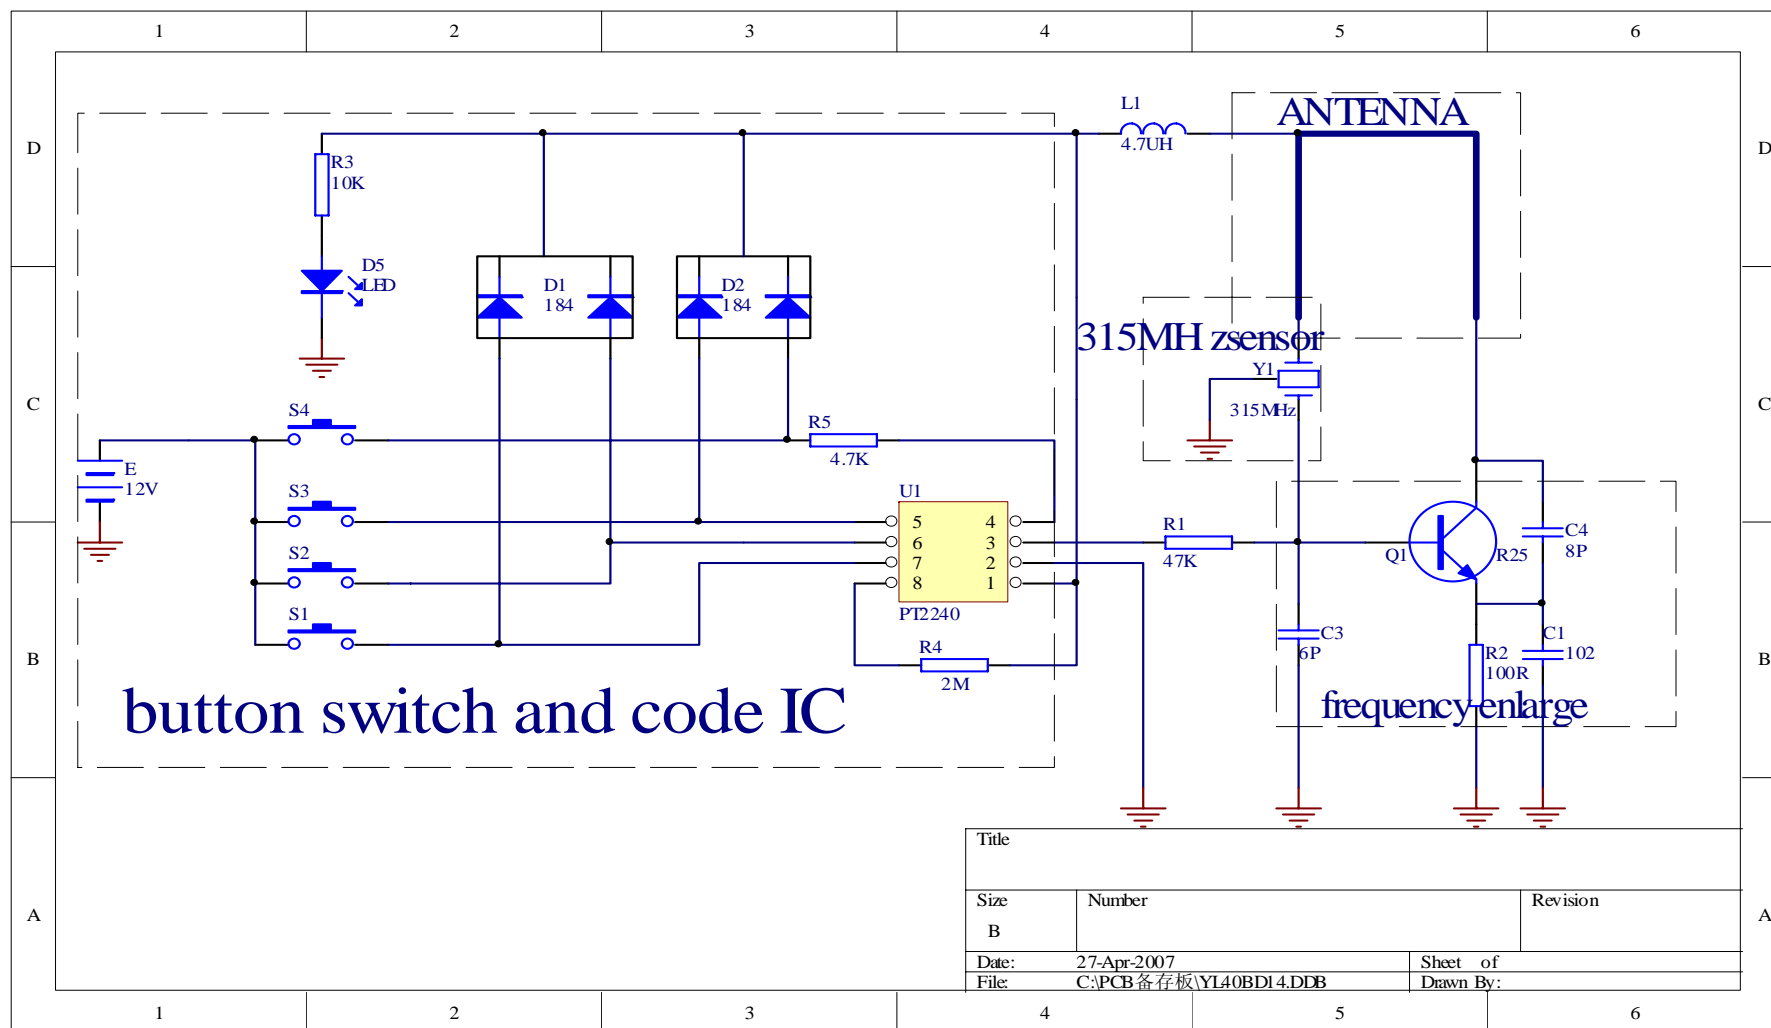 1 2 3 4 5 6
D D
ANTENNA
L1
4.7UH
R3
10K
D5
LED
D1
184
D2
184
315MH zsensor
Y1
315MHz
C C
S4
R5
4.7K
E
12V
S3
U1
5 4
6 3
7 2
8 1
PT2240
R1
47K
Q1
R25
C4
8P
S2
S1
C3
6P
C1
102
R2
100R
R4
2M
B B
button switch and code IC
frequency enlarge
Title
Size
B
Number
Revision
A A
Date: 27-Apr-2007 Sheet of
File: C:\PCB备存板\YL40BD14.DDB Drawn By:
1 2 3 4 5 6